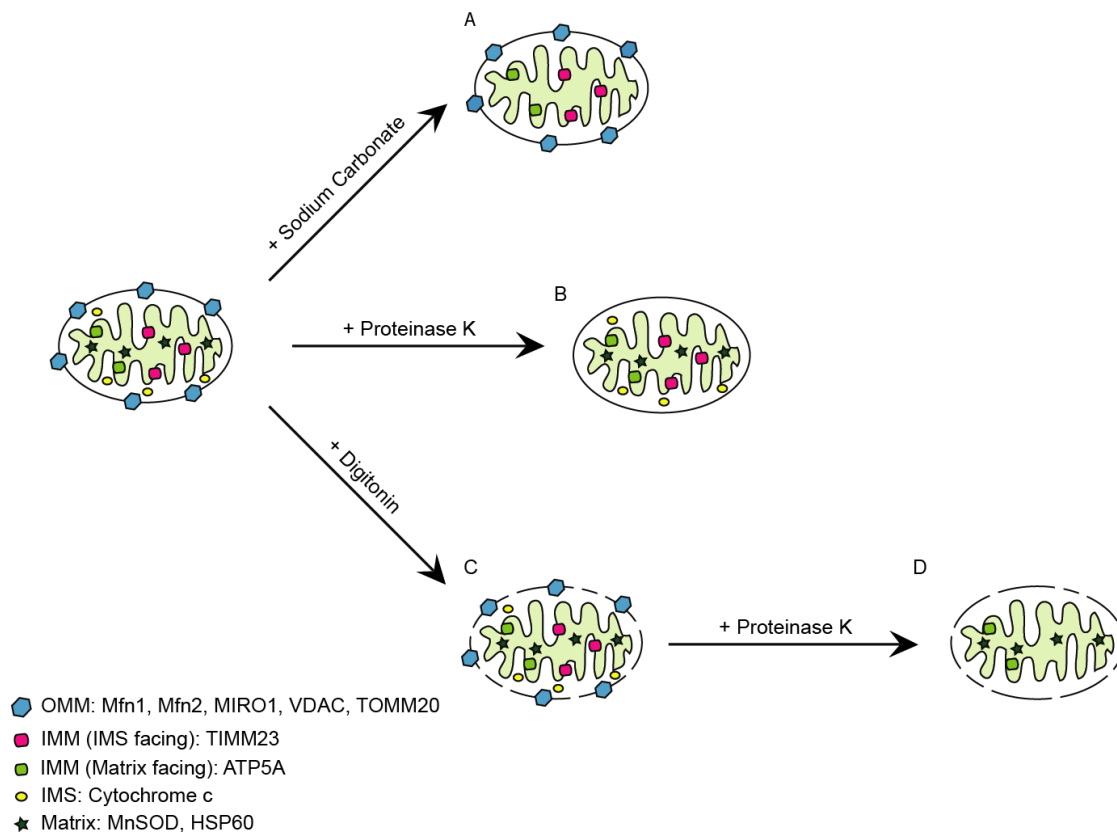 A
+ Sodium Carbonate
B
+ Proteinase K
+ Digitonin
C
D
+ Proteinase K
OMM: Mfn1, Mfn2, MIRO1, VDAC, TOMM20
IMM (IMS facing): TIMM23
IMM (Matrix facing): ATP5A
IMS: Cytochrome c
Matrix: MnSOD, HSP60